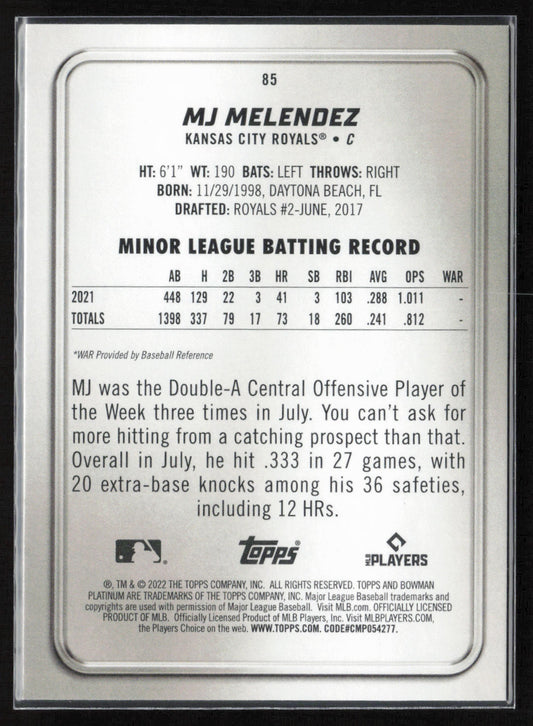 85
MJ MELENDEZ
KANSAS CITY ROYALS® • C
HT: 6'1" WT: 190 BATS: LEFT THROWS: RIGHT
BORN: 11/29/1998, DAYTONA BEACH, FL
DRAFTED: ROYALS #2-JUNE, 2017
MINOR LEAGUE BATTING RECORD
AB H 2B 3B HR SB RBI AVG OPS WAR
2021 448 129 22 3 41 3 103 .288 1.011 -
TOTALS 1398 337 79 17 73 18 260 .241 .812 -
*WAR Provided by Baseball Reference
MJ was the Double-A Central Offensive Player of
the Week three times in July. You can't ask for
more hitting from a catching prospect than that.
Overall in July, he hit .333 in 27 games, with
20 extra-base knocks among his 36 safeties,
including 12 HRs.
Topps® MLB PLAYERS
®, TM & © 2022 THE TOPPS COMPANY, INC. ALL RIGHTS RESERVED. TOPPS AND BOWMAN
PLATINUM ARE TRADEMARKS OF THE TOPPS COMPANY, INC. Major League Baseball trademarks and
copyrights are used with permission of Major League Baseball. Visit MLB.com. OFFICIALLY LICENSED
PRODUCT OF MLB. Officially Licensed Product of MLB Players, Inc. Visit MLBPLAYERS.COM,
the Players Choice on the web. WWW.TOPPS.COM. CODE#CMP054277.